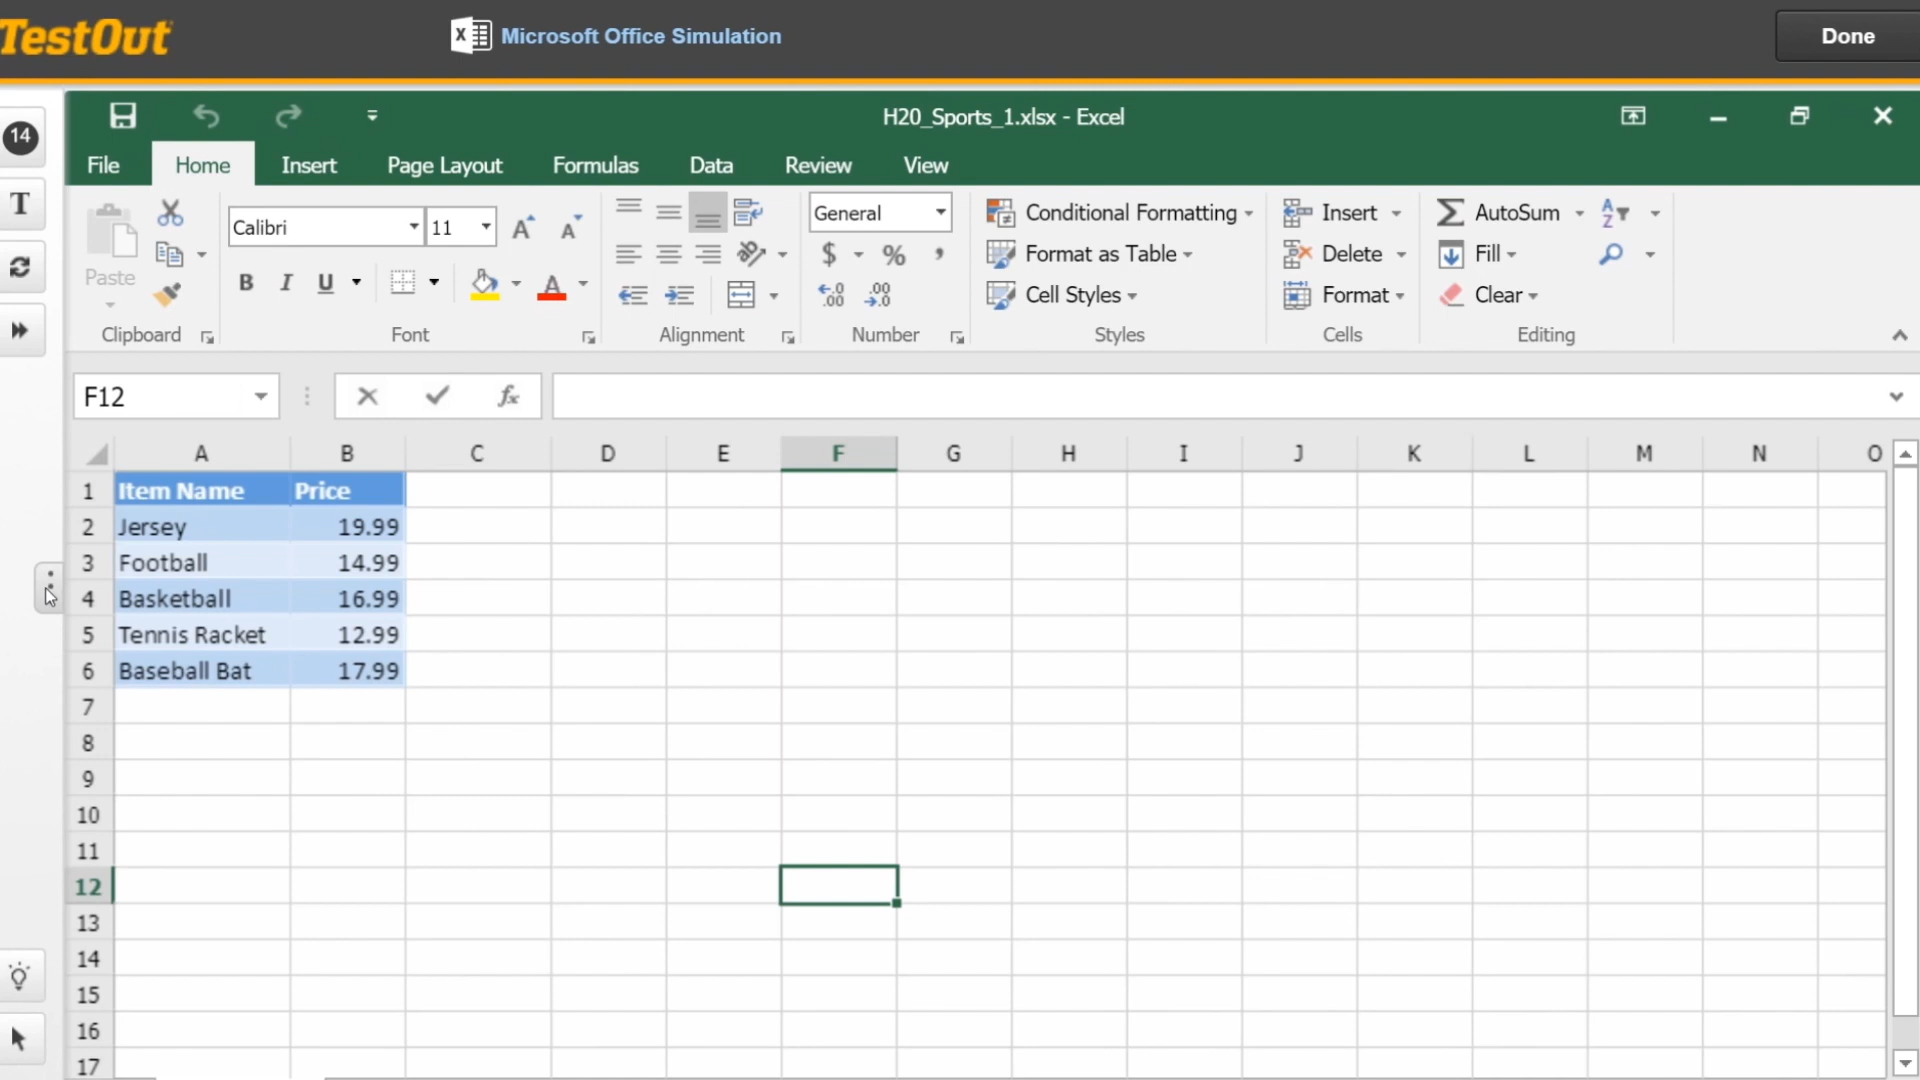 TestOut
Microsoft Office Simulation
Done
14
T
H20_Sports_1.xlsx - Excel
File Home Insert Page Layout Formulas Data Review View
Paste
Clipboard
Calibri 11
B I U
Font
Alignment
General
$ % ,
Number
Conditional Formatting
Format as Table
Cell Styles
Styles
Insert
Delete
Format
Cells
AutoSum
Fill
Clear
Editing
F12
fx
A B C D E F G H I J K L M N O
1 Item Name Price
2 Jersey 19.99
3 Football 14.99
4 Basketball 16.99
5 Tennis Racket 12.99
6 Baseball Bat 17.99
7
8
9
10
11
12
13
14
15
16
17